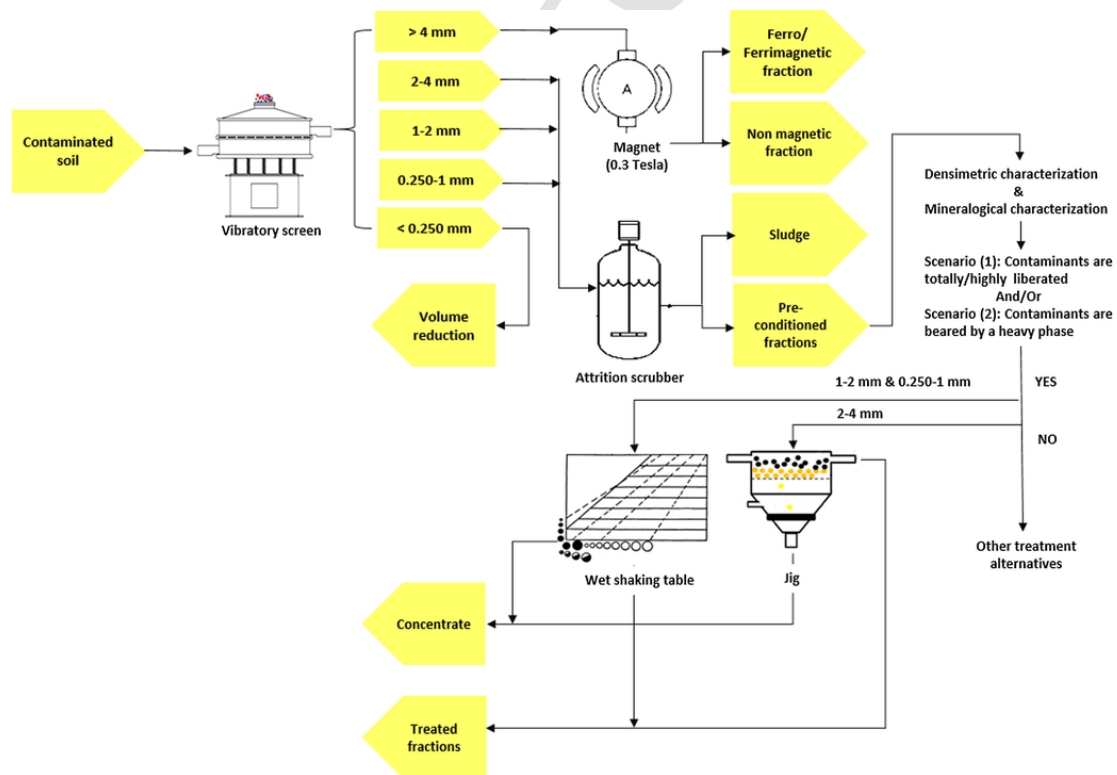 Contaminated
soil
Vibratory screen
> 4 mm
2-4 mm
1-2 mm
0.250-1 mm
< 0.250 mm
Volume
reduction
A
Magnet
(0.3 Tesla)
Ferro/
Ferrimagnetic
fraction
Non magnetic
fraction
Attrition scrubber
Sludge
Pre-
conditioned
fractions
Densimetric characterization
&
Mineralogical characterization
Scenario (1): Contaminants are
totally/highly liberated
And/Or
Scenario (2): Contaminants are
beared by a heavy phase
1-2 mm & 0.250-1 mm
YES
2-4 mm
NO
Wet shaking table
Jig
Other treatment
alternatives
Concentrate
Treated
fractions